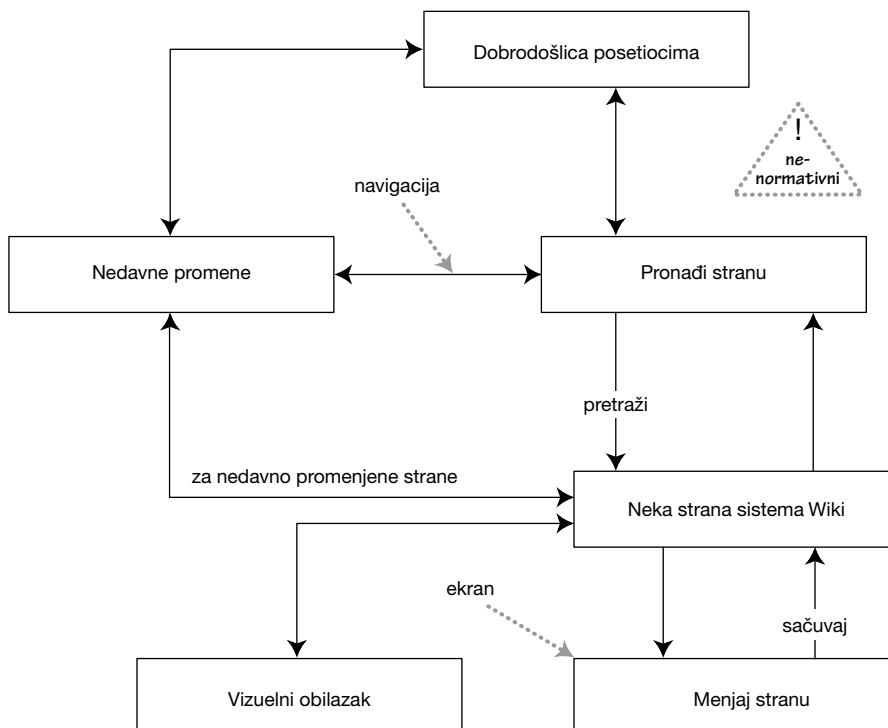 Dobrodošlica posetiocima
!
ne-
normativni
navigacija
Nedavne promene
Pronađi stranu
pretraži
za nedavno promenjene strane
Neka strana sistema Wiki
ekran
sačuvaj
Vizuelni obilazak
Menjaj stranu